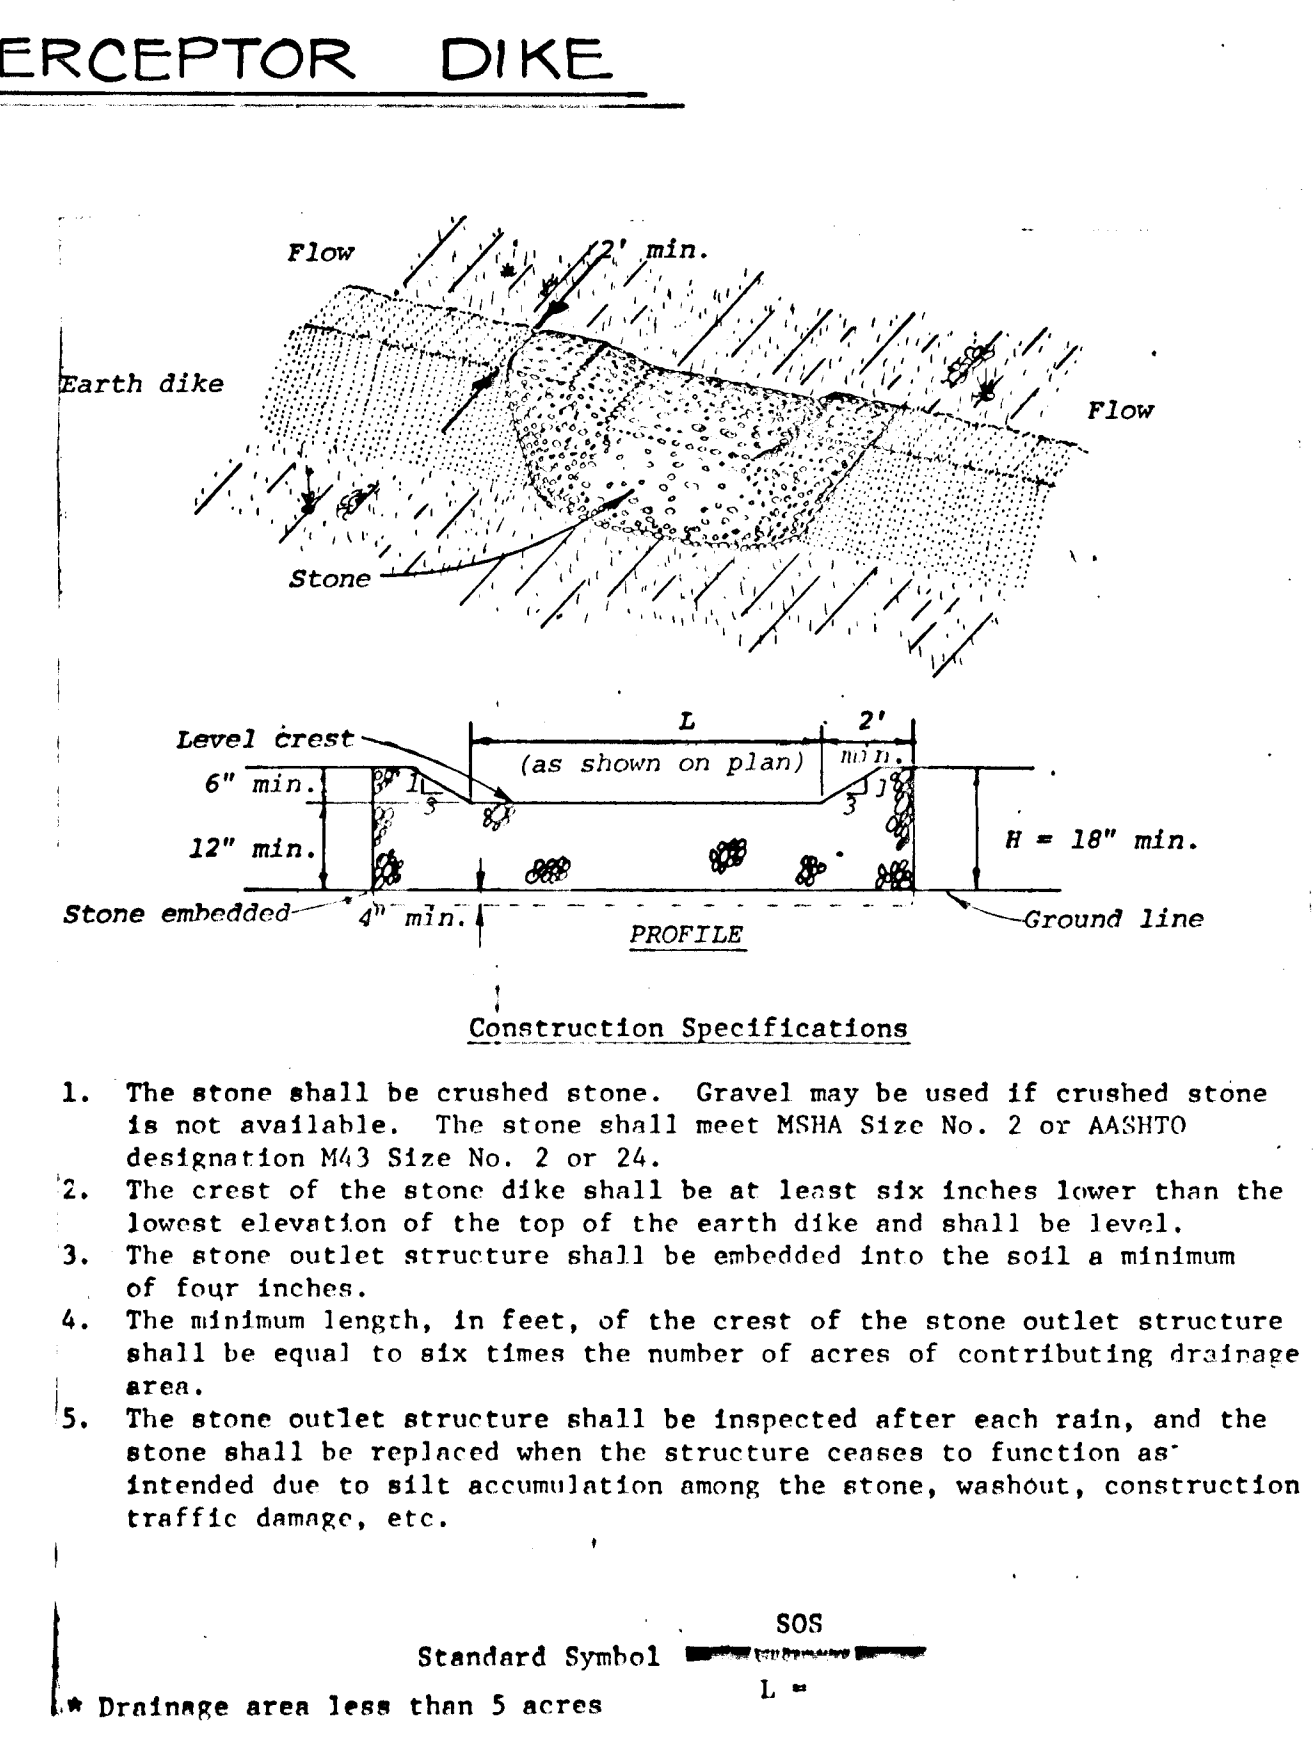 ERCEPTOR DIKE
Flow
2' min.
Earth dike
Flow
Stone
Level crest
L
2'
(as shown on plan)
min.
6" min.
1
3
3
1
12" min.
H = 18" min.
Stone embedded
4" min.
Ground line
PROFILE
Construction Specifications
1. The stone shall be crushed stone. Gravel may be used if crushed stone
is not available. The stone shall meet MSHA Size No. 2 or AASHTO
designation M43 Size No. 2 or 24.
2. The crest of the stone dike shall be at least six inches lower than the
lowest elevation of the top of the earth dike and shall be level.
3. The stone outlet structure shall be embedded into the soil a minimum
of four inches.
4. The minimum length, in feet, of the crest of the stone outlet structure
shall be equal to six times the number of acres of contributing drainage
area.
5. The stone outlet structure shall be inspected after each rain, and the
stone shall be replaced when the structure ceases to function as
intended due to silt accumulation among the stone, washout, construction
traffic damage, etc.
SOS
Standard Symbol
L =
* Drainage area less than 5 acres